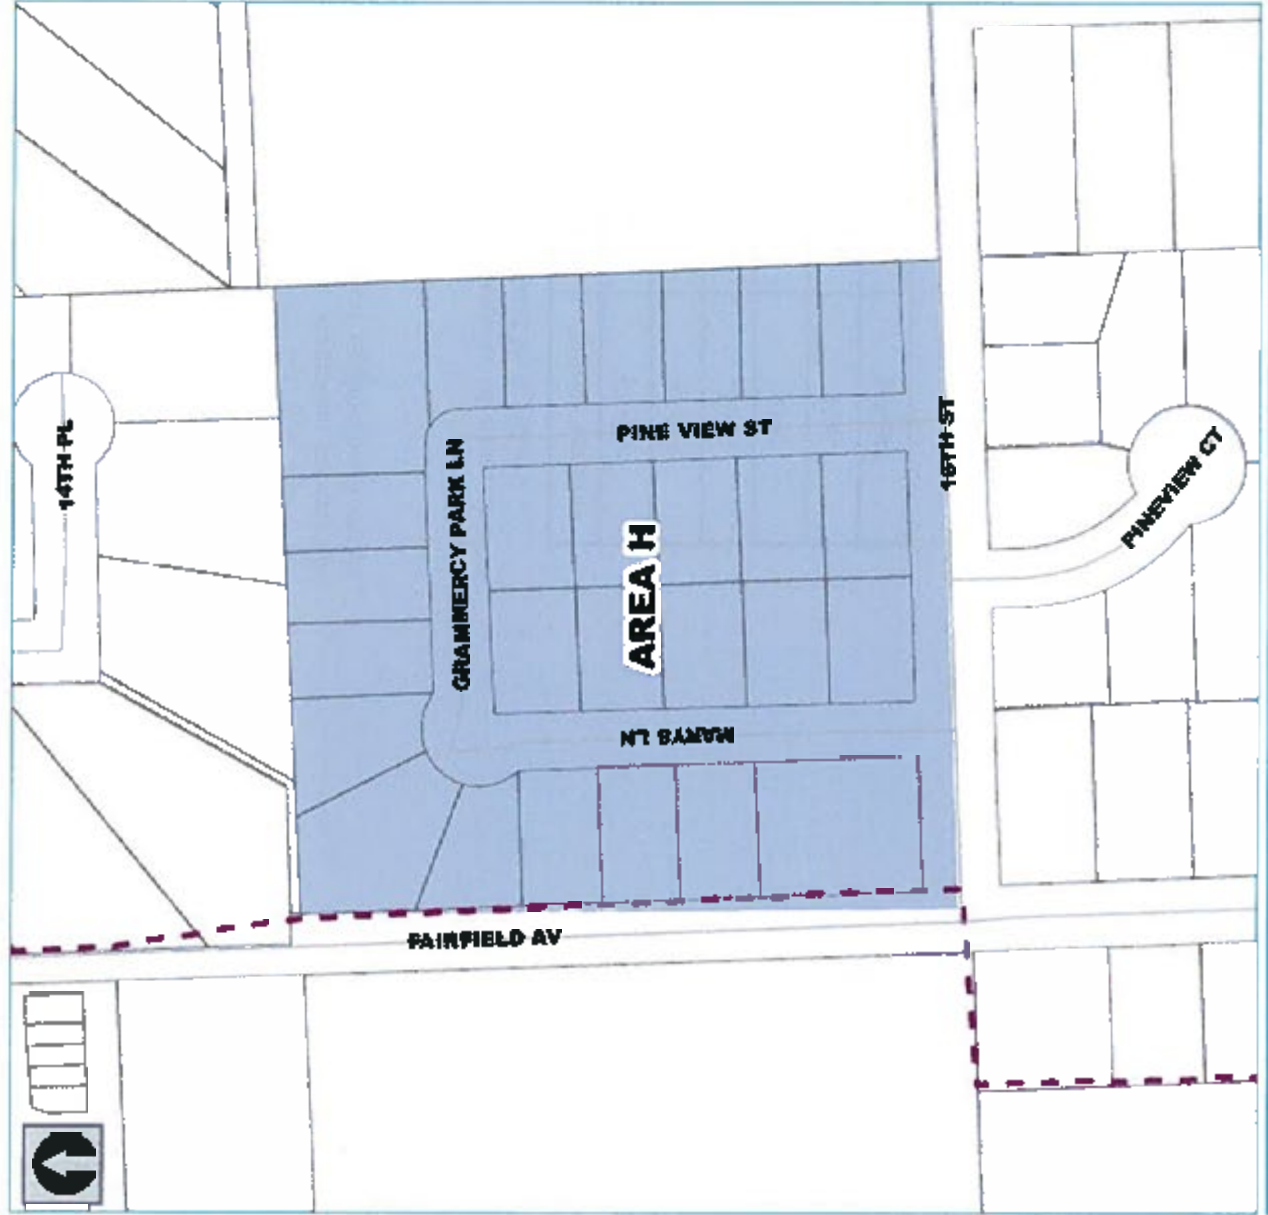 14TH PL
GRAMMERCY PARK LN
PINE VIEW ST
AREA H
MARYS LN
15TH ST
PINEVIEW CT
FAIRFIELD AV